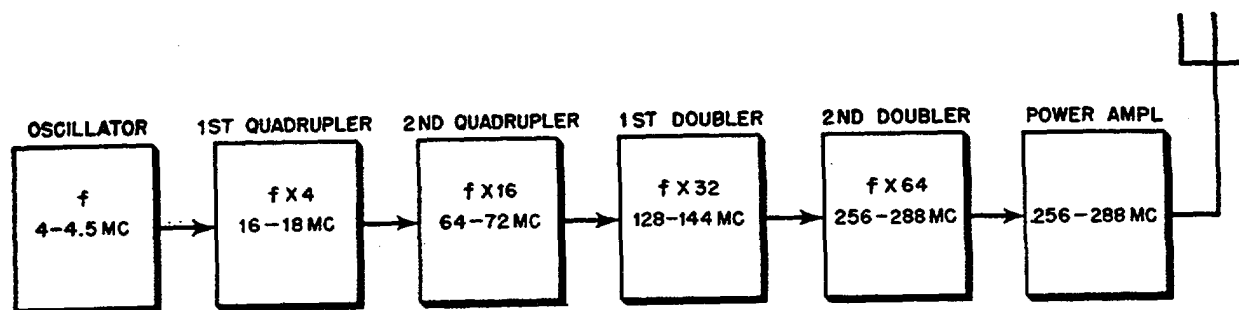 OSCILLATOR
f
4-4.5 MC
1ST QUADRUPLER
f X 4
16-18 MC
2ND QUADRUPLER
f X16
64-72 MC
1ST DOUBLER
f X 32
128-144 MC
2ND DOUBLER
f X 64
256-288 MC
POWER AMPL
256-288 MC